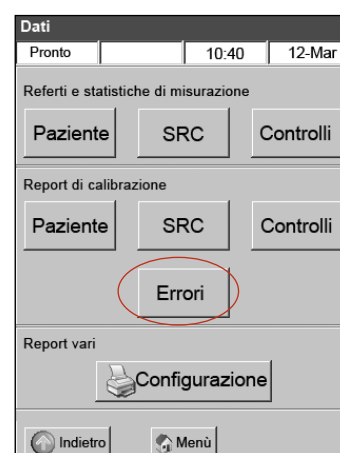 Dati
Pronto 10:40 12-Mar
Referti e statistiche di misurazione
Paziente SRC Controlli
Report di calibrazione
Paziente SRC Controlli
Errori
Report vari
Configurazione
Indietro Menù